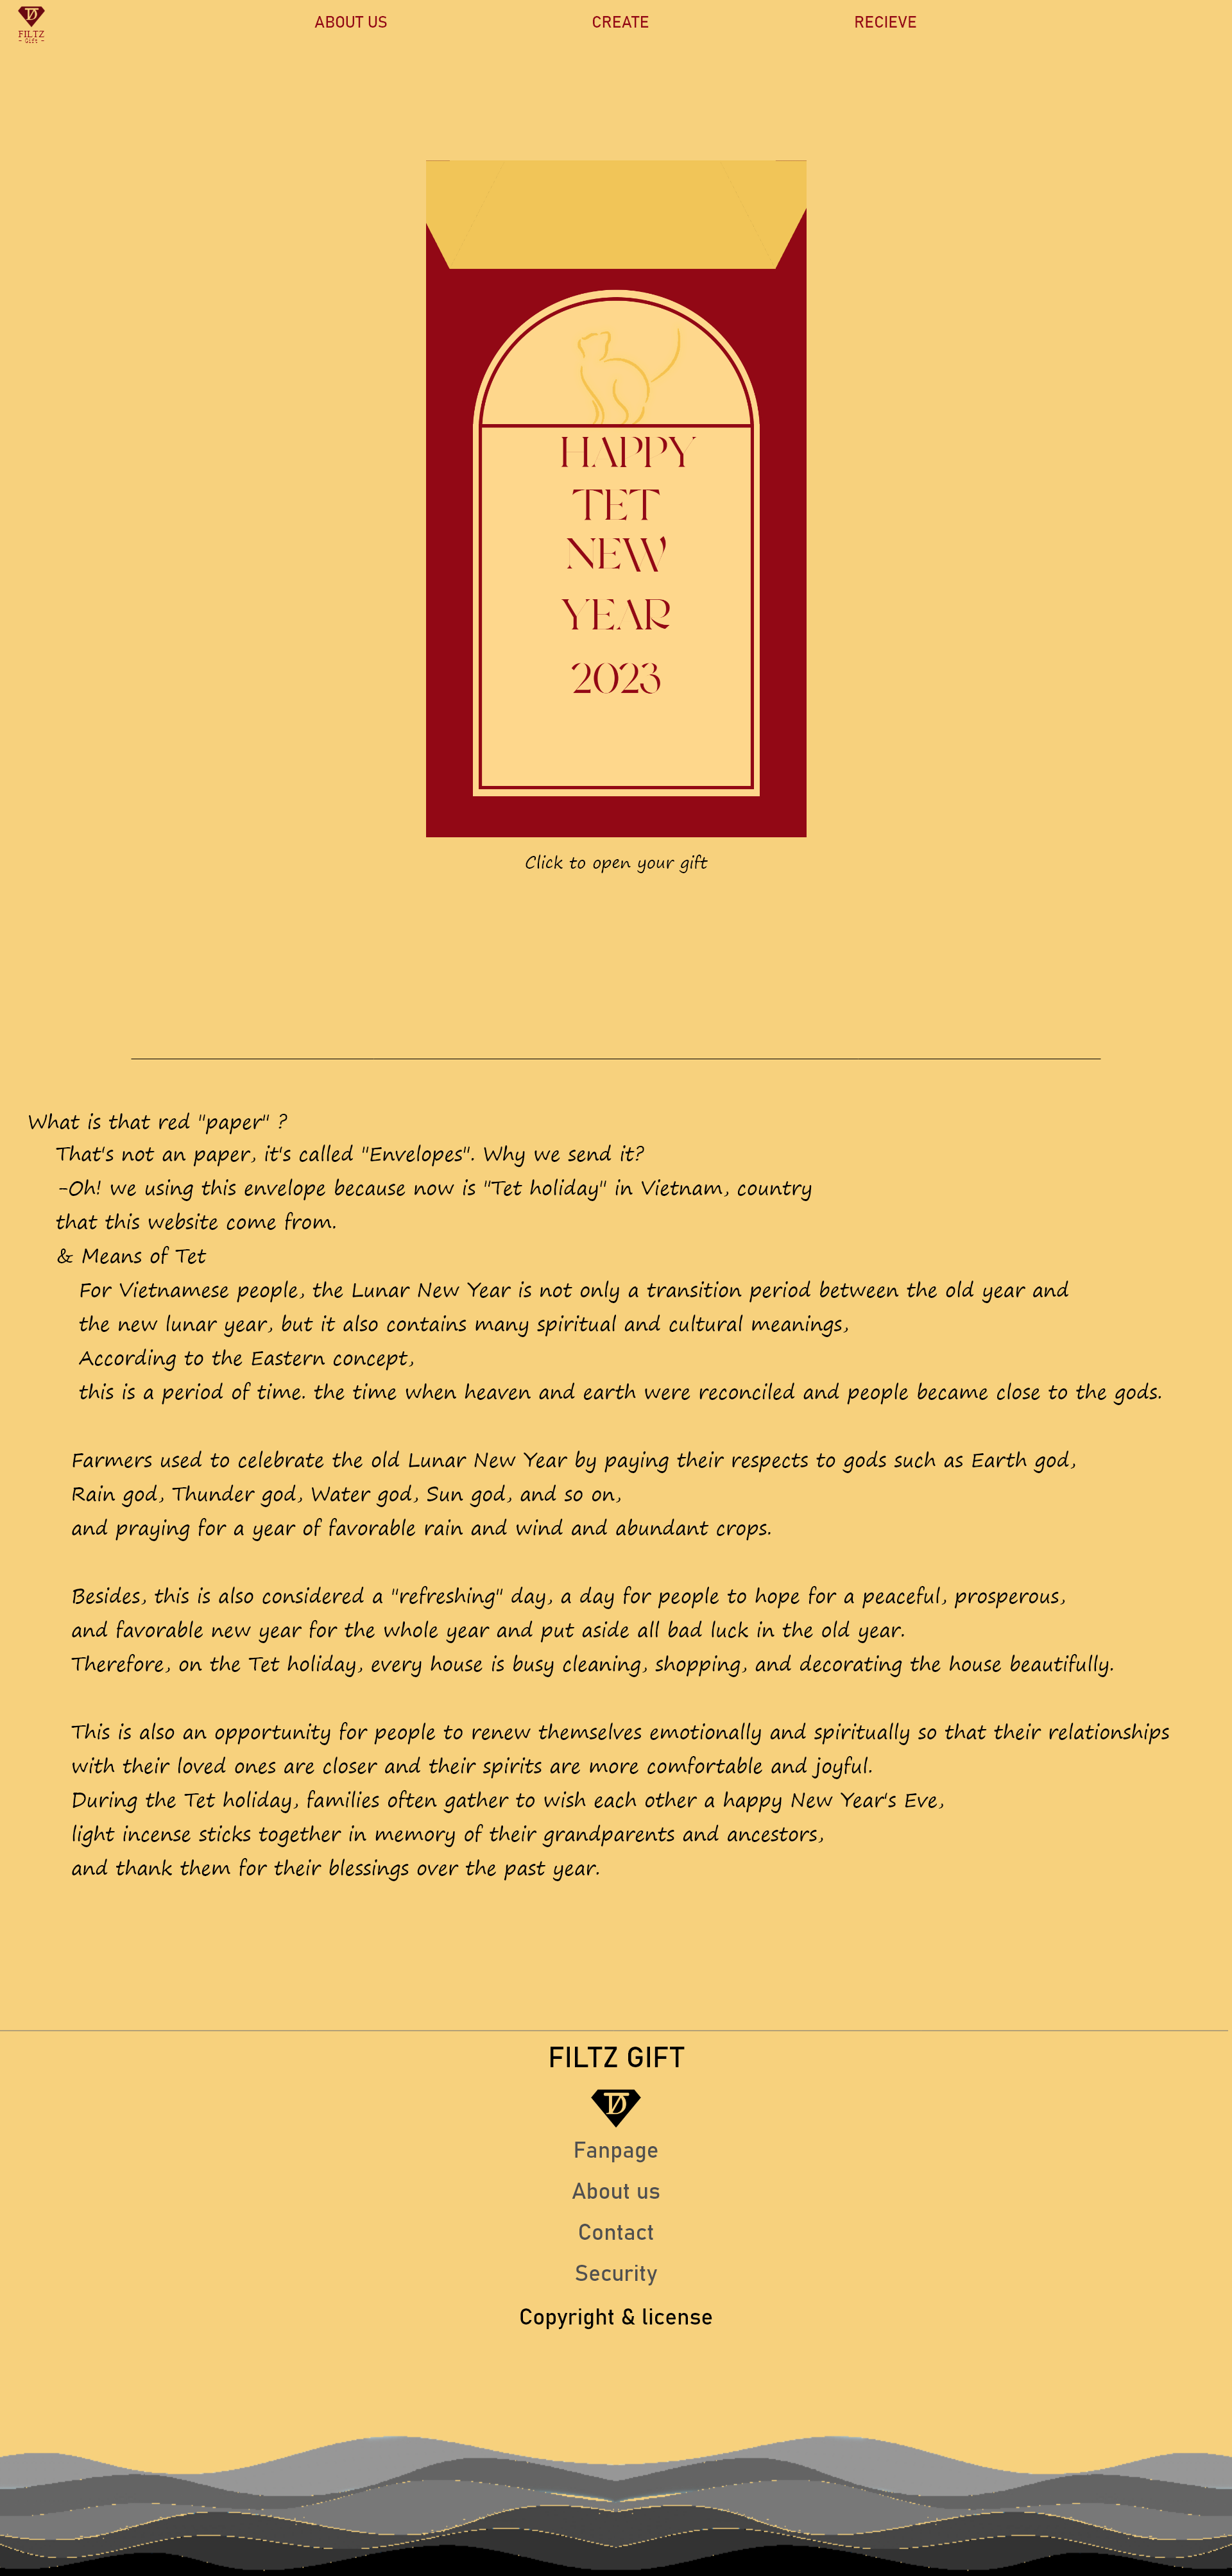 FILTZ
- Gift -
ABOUT US
CREATE
RECIEVE
HAPPY
TET
NEW
YEAR
2023
Click to open your gift
What is that red "paper" ?
That's not an paper, it's called "Envelopes". Why we send it?
-Oh! we using this envelope because now is "Tet holiday" in Vietnam, country
that this website come from.
& Means of Tet
For Vietnamese people, the Lunar New Year is not only a transition period between the old year and
the new lunar year, but it also contains many spiritual and cultural meanings,
According to the Eastern concept,
this is a period of time. the time when heaven and earth were reconciled and people became close to the gods.
Farmers used to celebrate the old Lunar New Year by paying their respects to gods such as Earth god,
Rain god, Thunder god, Water god, Sun god, and so on,
and praying for a year of favorable rain and wind and abundant crops.
Besides, this is also considered a "refreshing" day, a day for people to hope for a peaceful, prosperous,
and favorable new year for the whole year and put aside all bad luck in the old year.
Therefore, on the Tet holiday, every house is busy cleaning, shopping, and decorating the house beautifully.
This is also an opportunity for people to renew themselves emotionally and spiritually so that their relationships
with their loved ones are closer and their spirits are more comfortable and joyful.
During the Tet holiday, families often gather to wish each other a happy New Year's Eve,
light incense sticks together in memory of their grandparents and ancestors,
and thank them for their blessings over the past year.
FILTZ GIFT
Fanpage
About us
Contact
Security
Copyright & license